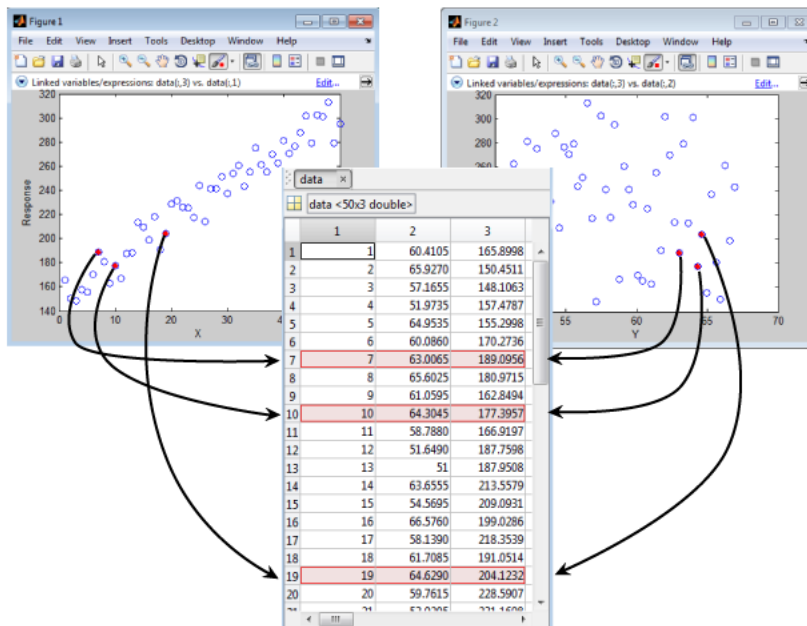 Figure 1
File Edit View Insert Tools Desktop Window Help
Linked variables/expressions: data(:,3) vs. data(:,1) Edit...
320
300
280
260
240
220
200
180
160
140
Response
0 10 20 30
X
Figure 2
File Edit View Insert Tools Desktop Window Help
Linked variables/expressions: data(:,3) vs. data(:,2) Edit...
320
300
280
55 60 65 70
Y
data ×
data <50x3 double>
1 2 3
1 1 60.4105 165.8998
2 2 65.9270 150.4511
3 3 57.1655 148.1063
4 4 51.9735 157.4787
5 5 64.9535 155.2998
6 6 60.0860 170.2736
7 7 63.0065 189.0956
8 8 65.6025 180.9715
9 9 61.0595 162.8494
10 10 64.3045 177.3957
11 11 58.7880 166.9197
12 12 51.6490 187.7598
13 13 51 187.9508
14 14 63.6555 213.5579
15 15 54.5695 209.0931
16 16 66.5760 199.0286
17 17 58.1390 218.3539
18 18 61.7085 191.0514
19 19 64.6290 204.1232
20 20 59.7615 228.5907